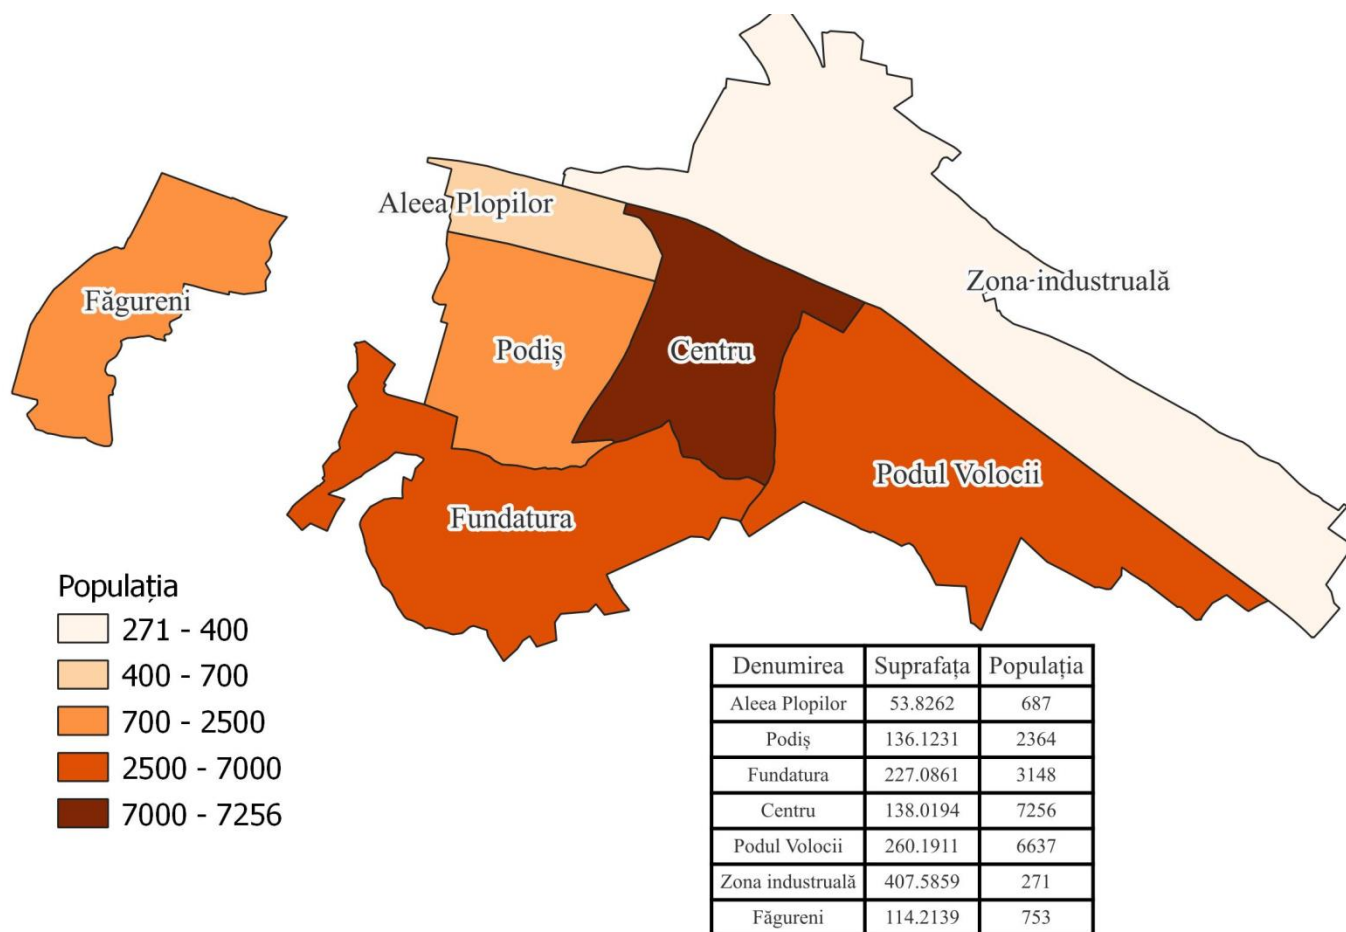 Aleea Plopilor
Zona-industruală
Făgureni
Podiș
Centru
Podul Volocii
Fundatura
Populația
271 - 400
400 - 700
700 - 2500
2500 - 7000
7000 - 7256
Denumirea Suprafața Populația
Aleea Plopilor 53.8262 687
Podiș 136.1231 2364
Fundatura 227.0861 3148
Centru 138.0194 7256
Podul Volocii 260.1911 6637
Zona industruală 407.5859 271
Făgureni 114.2139 753